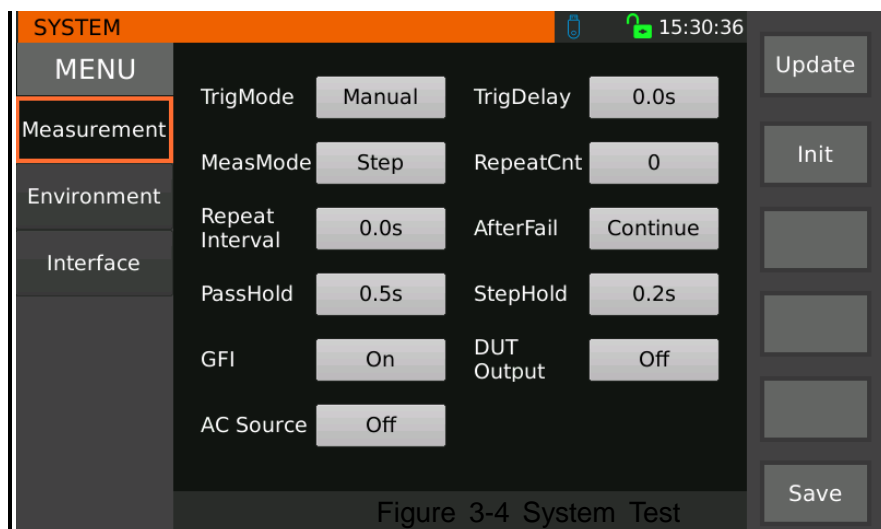 SYSTEM
15:30:36
MENU
Measurement
Environment
Interface
TrigMode Manual TrigDelay 0.0s
MeasMode Step RepeatCnt 0
Repeat
Interval 0.0s AfterFail Continue
PassHold 0.5s StepHold 0.2s
GFI On DUT
Output Off
AC Source Off
Update
Init
Save
Figure 3-4 System Test